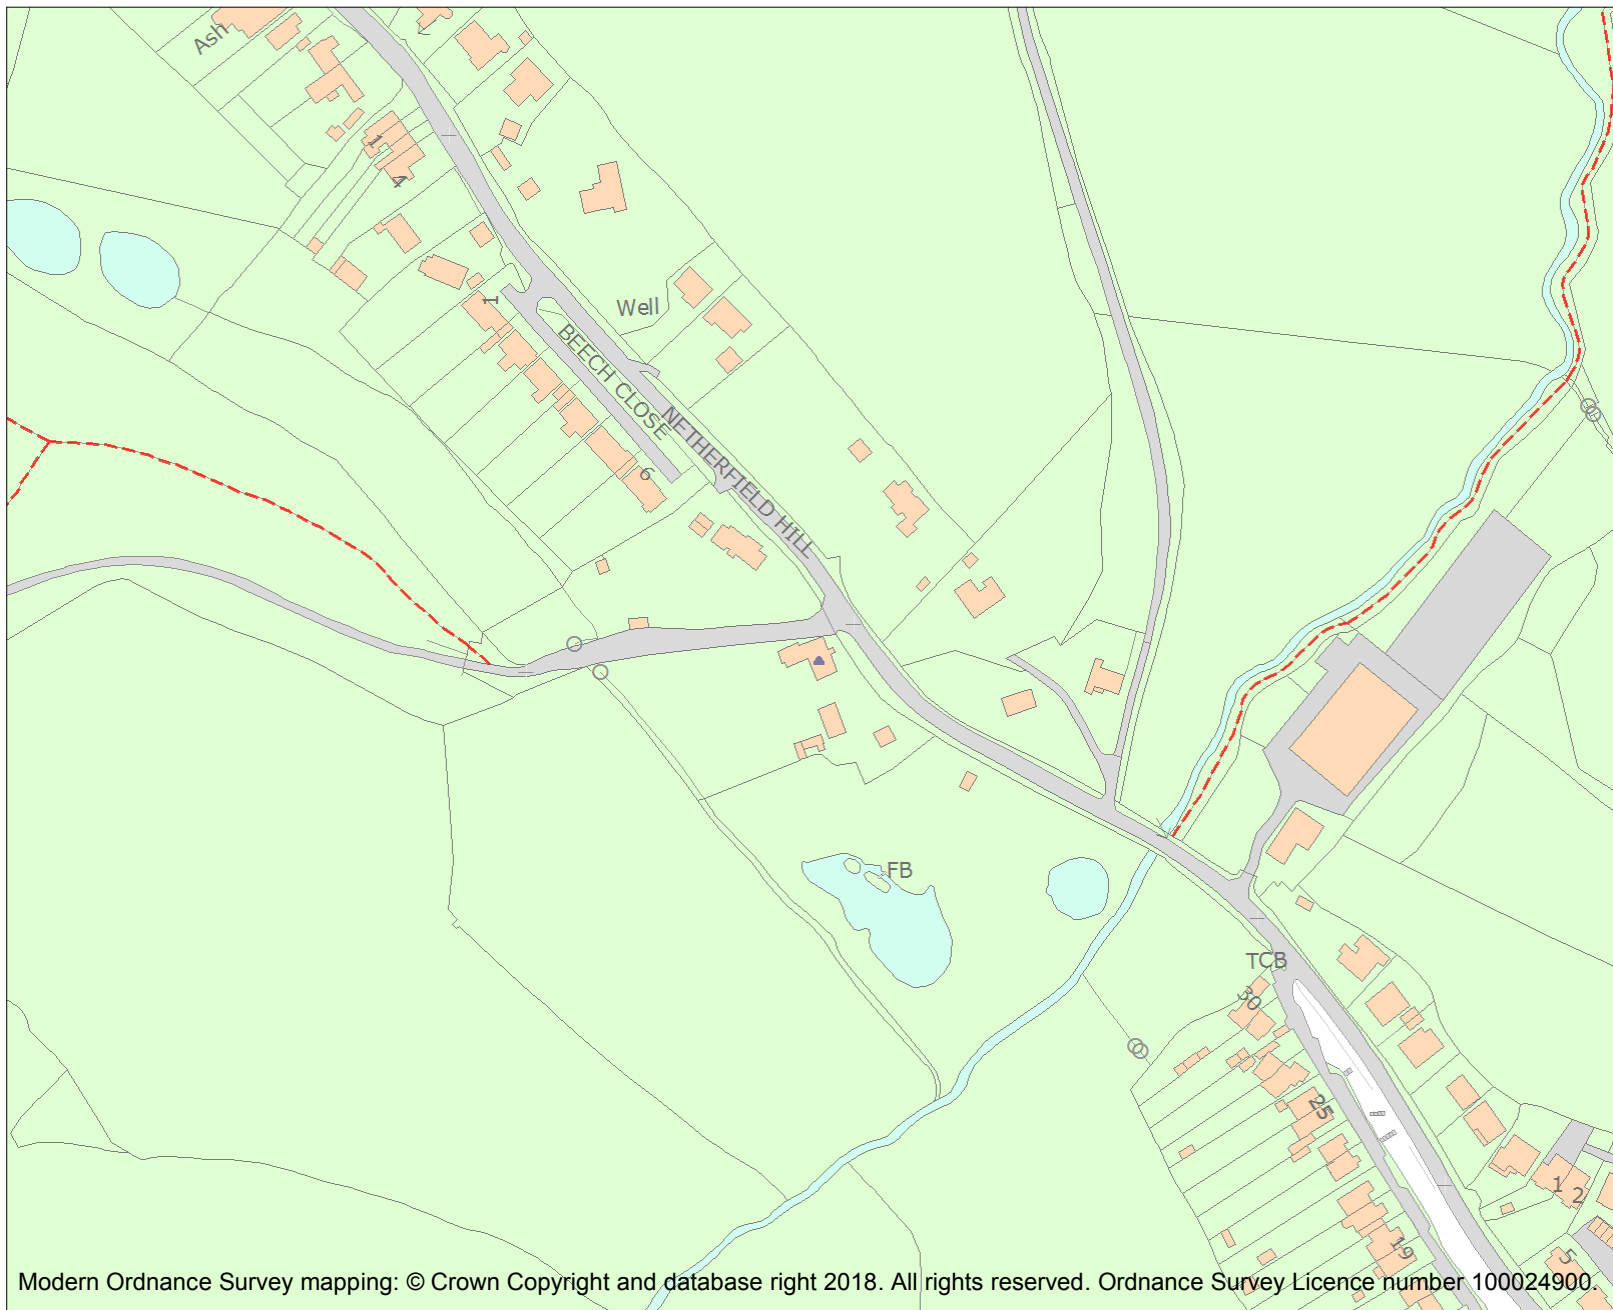 Ash
1
4
Well
1
BEECH CLOSE
NETHERFIELD HILL
6
FB
TCB
30
25
19
1
2
5
Modern Ordnance Survey mapping: © Crown Copyright and database right 2018. All rights reserved. Ordnance Survey Licence number 100024900.